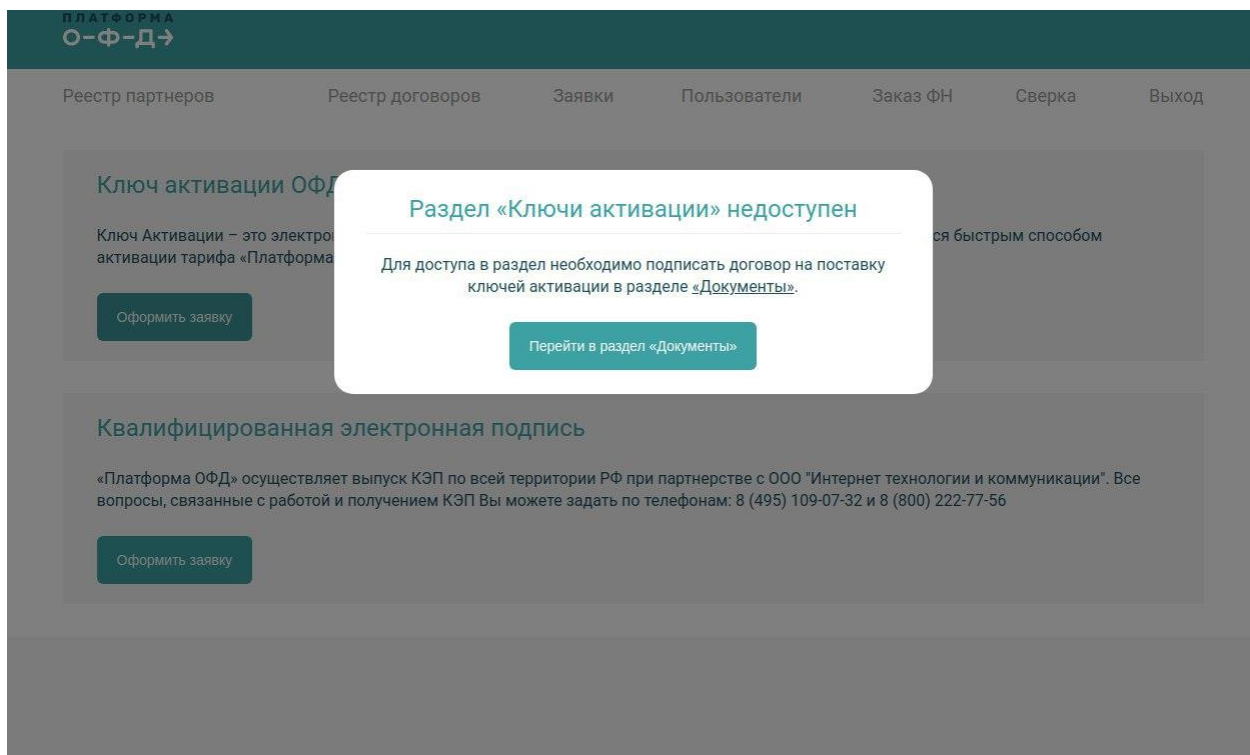 ПЛАТФОРМА
О-Ф-Д→
Реестр партнеров Реестр договоров Заявки Пользователи Заказ ФН Сверка Выход
Ключ активации
Раздел «Ключи активации» недоступен
Ключ Активации – это быстрым способом
Для доступа в раздел необходимо подписать договор на поставку
активации тарифа
ключей активации в разделе «Документы».
Оформить заявку
Перейти в раздел «Документы»
Квалифицированная электронная подпись
«Платформа ОФД» осуществляет выпуск КЭП по всей территории РФ при партнерстве с ООО "Интернет технологии и коммуникации". Все
вопросы, связанные с работой и получением КЭП Вы можете задать по телефонам: 8 (495) 109-07-32 и 8 (800) 222-77-56
Оформить заявку